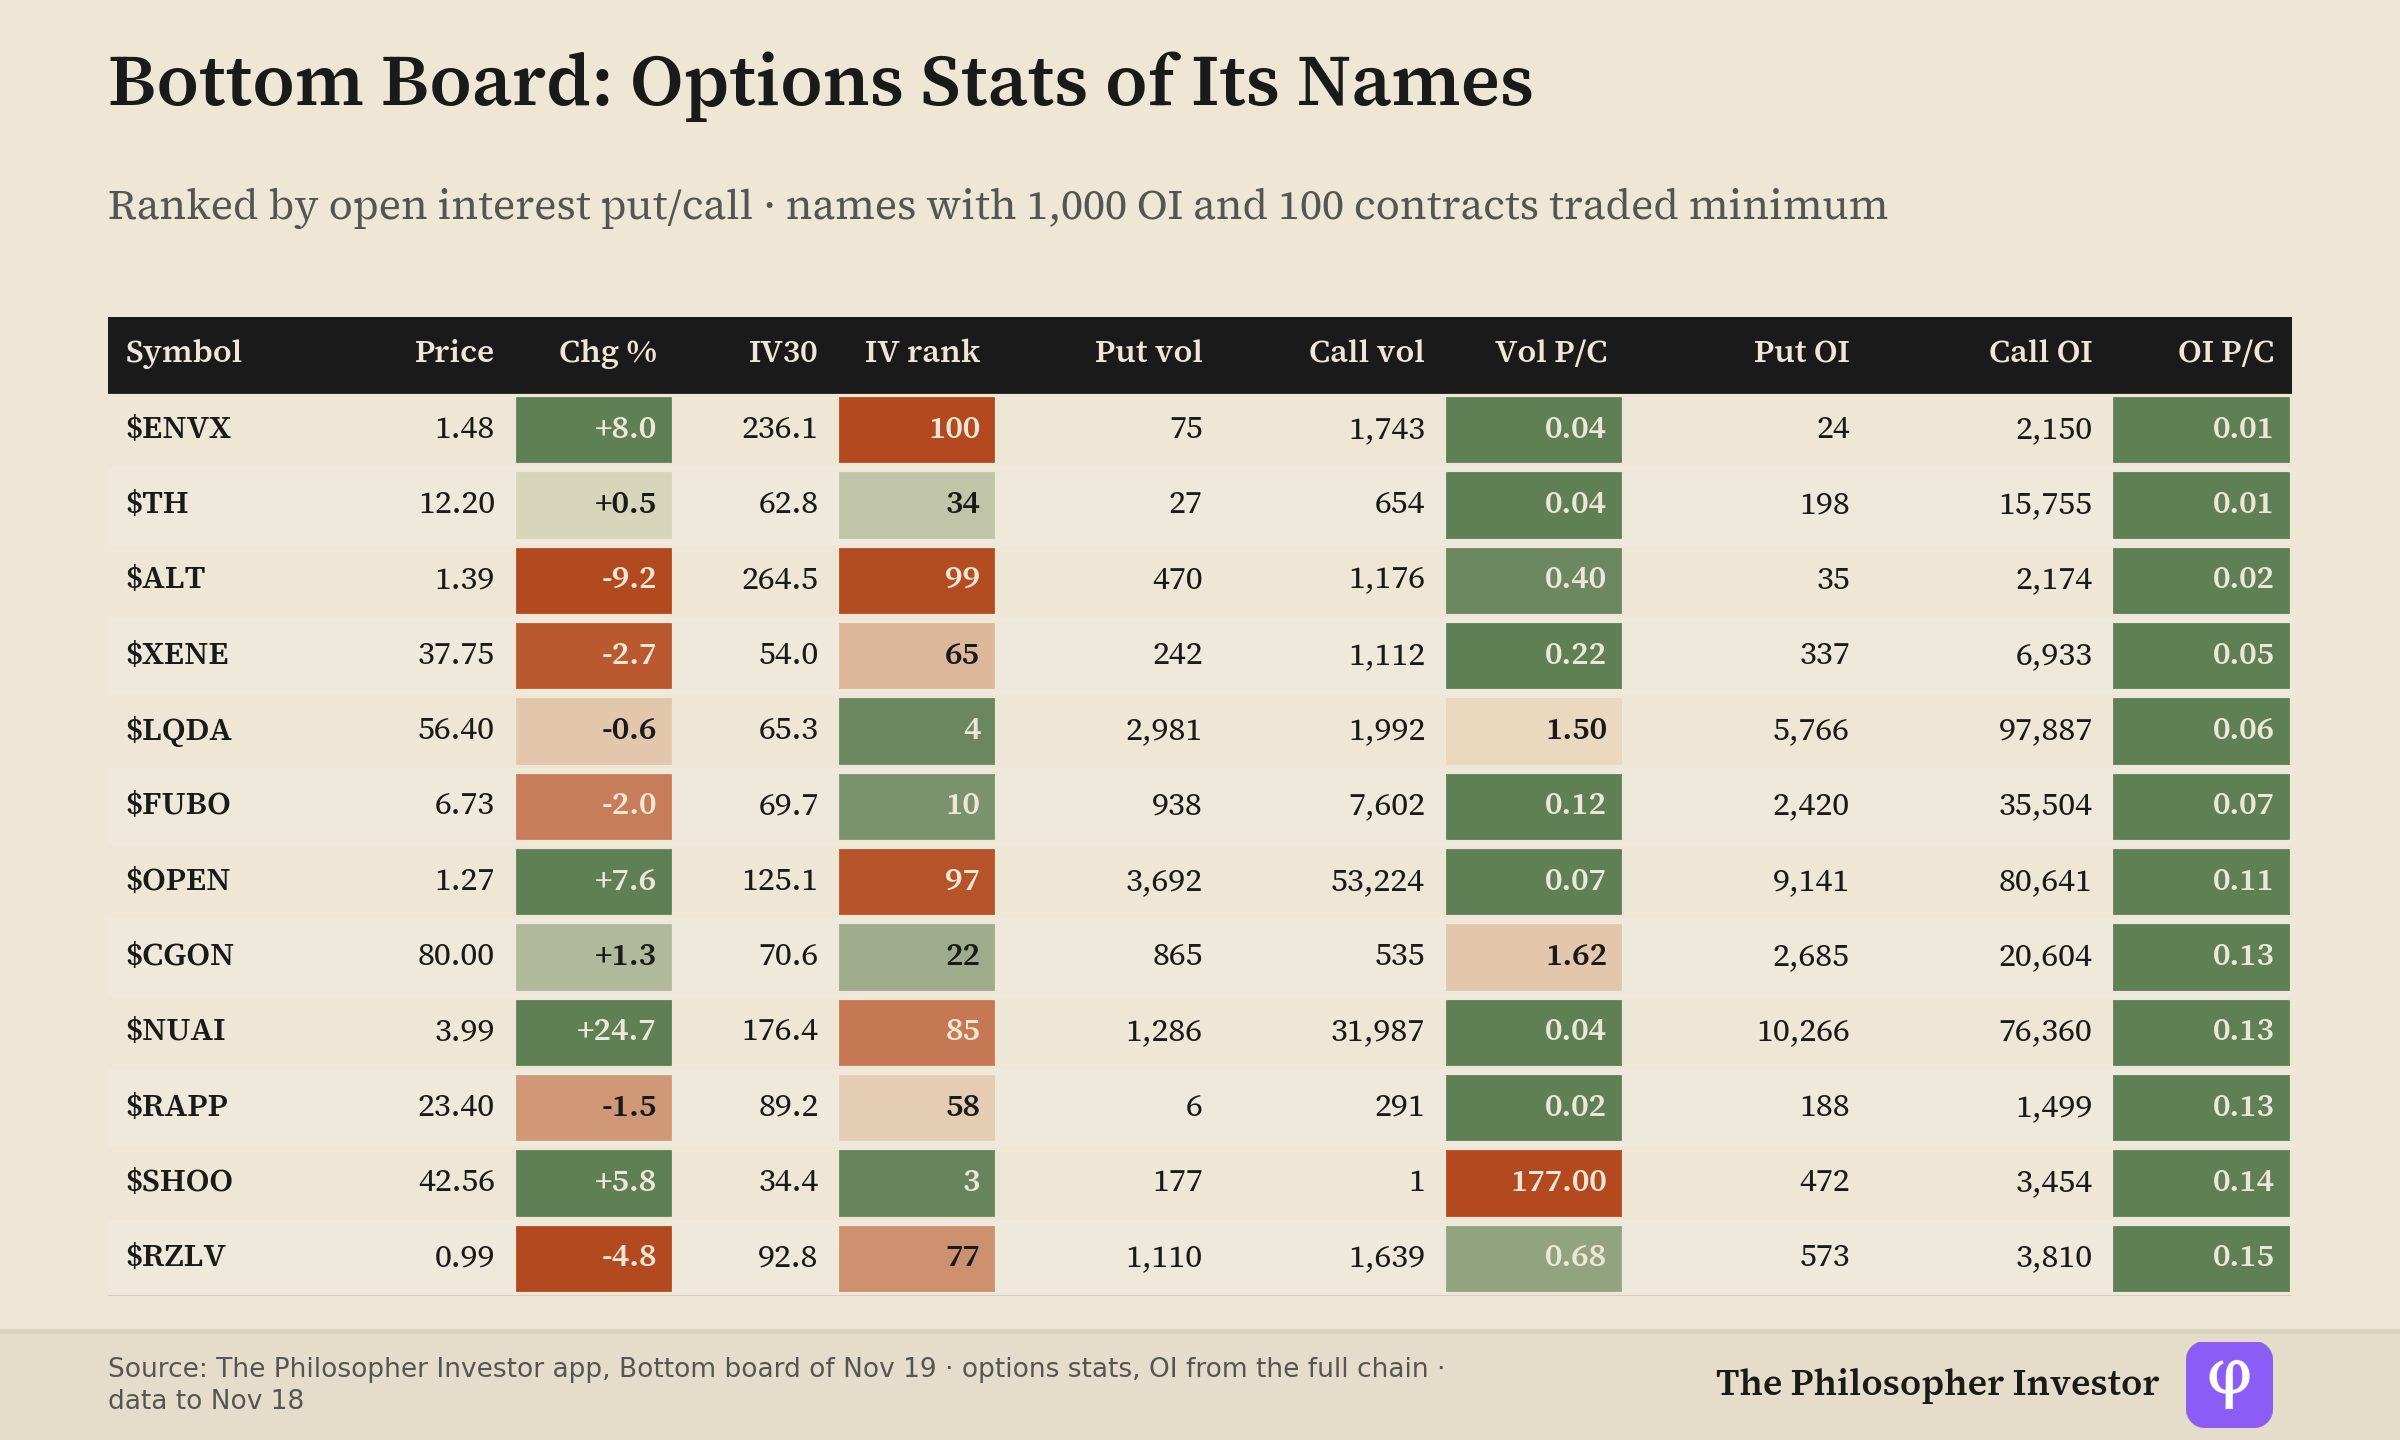 Bottom Board: Options Stats of Its Names
Ranked by open interest put/call · names with 1,000 OI and 100 contracts traded minimum
Symbol Price Chg % IV30 IV rank Put vol Call vol Vol P/C Put OI Call OI OI P/C
$ENVX 1.48 +8.0 236.1 100 75 1,743 0.04 24 2,150 0.01
$TH 12.20 +0.5 62.8 34 27 654 0.04 198 15,755 0.01
$ALT 1.39 -9.2 264.5 99 470 1,176 0.40 35 2,174 0.02
$XENE 37.75 -2.7 54.0 65 242 1,112 0.22 337 6,933 0.05
$LQDA 56.40 -0.6 65.3 4 2,981 1,992 1.50 5,766 97,887 0.06
$FUBO 6.73 -2.0 69.7 10 938 7,602 0.12 2,420 35,504 0.07
$OPEN 1.27 +7.6 125.1 97 3,692 53,224 0.07 9,141 80,641 0.11
$CGON 80.00 +1.3 70.6 22 865 535 1.62 2,685 20,604 0.13
$NUAI 3.99 +24.7 176.4 85 1,286 31,987 0.04 10,266 76,360 0.13
$RAPP 23.40 -1.5 89.2 58 6 291 0.02 188 1,499 0.13
$SHOO 42.56 +5.8 34.4 3 177 1 177.00 472 3,454 0.14
$RZLV 0.99 -4.8 92.8 77 1,110 1,639 0.68 573 3,810 0.15
Source: The Philosopher Investor app, Bottom board of Nov 19 · options stats, OI from the full chain ·
data to Nov 18
The Philosopher Investor φ